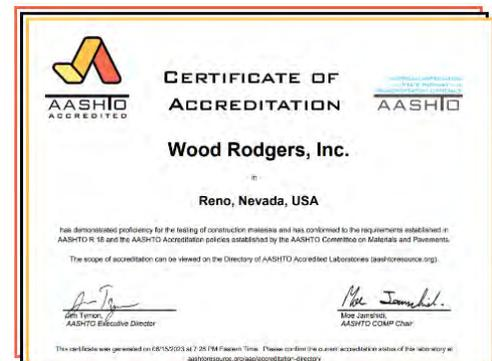 CERTIFICATE OF
ACCREDITATION
AASHTO
ACCREDITED
AASHTO
Wood Rodgers, Inc.
in
Reno, Nevada, USA
has demonstrated proficiency for the testing of construction materials and has conformed to the requirements established in
AASHTO R 18 and the AASHTO Accreditation policies established by the AASHTO Committee on Materials and Pavements.
The scope of accreditation can be viewed on the Directory of AASHTO Accredited Laboratories (aashtoresource.org).
Jim Tymon,
AASHTO Executive Director
Moe Jamshidi.
Moe Jamshidi,
AASHTO COMP Chair
This certificate was generated on 08/15/2023 at 7:28 PM Eastern Time. Please confirm the current accreditation status of this laboratory at
aashtoresource.org/aap/accreditation-directory